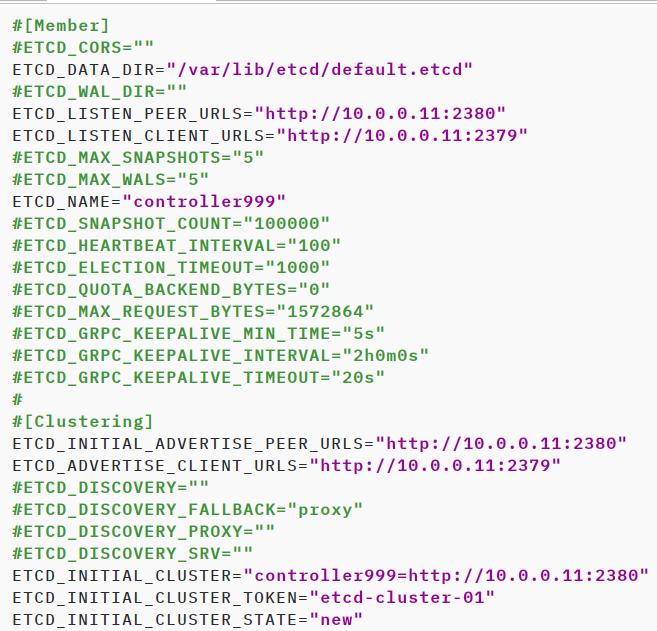 #[Member]
#ETCD_CORS=""
ETCD_DATA_DIR="/var/lib/etcd/default.etcd"
#ETCD_WAL_DIR=""
ETCD_LISTEN_PEER_URLS="http://10.0.0.11:2380"
ETCD_LISTEN_CLIENT_URLS="http://10.0.0.11:2379"
#ETCD_MAX_SNAPSHOTS="5"
#ETCD_MAX_WALS="5"
ETCD_NAME="controller999"
#ETCD_SNAPSHOT_COUNT="100000"
#ETCD_HEARTBEAT_INTERVAL="100"
#ETCD_ELECTION_TIMEOUT="1000"
#ETCD_QUOTA_BACKEND_BYTES="0"
#ETCD_MAX_REQUEST_BYTES="1572864"
#ETCD_GRPC_KEEPALIVE_MIN_TIME="5s"
#ETCD_GRPC_KEEPALIVE_INTERVAL="2h0m0s"
#ETCD_GRPC_KEEPALIVE_TIMEOUT="20s"
#
#[Clustering]
ETCD_INITIAL_ADVERTISE_PEER_URLS="http://10.0.0.11:2380"
ETCD_ADVERTISE_CLIENT_URLS="http://10.0.0.11:2379"
#ETCD_DISCOVERY=""
#ETCD_DISCOVERY_FALLBACK="proxy"
#ETCD_DISCOVERY_PROXY=""
#ETCD_DISCOVERY_SRV=""
ETCD_INITIAL_CLUSTER="controller999=http://10.0.0.11:2380"
ETCD_INITIAL_CLUSTER_TOKEN="etcd-cluster-01"
ETCD_INITIAL_CLUSTER_STATE="new"